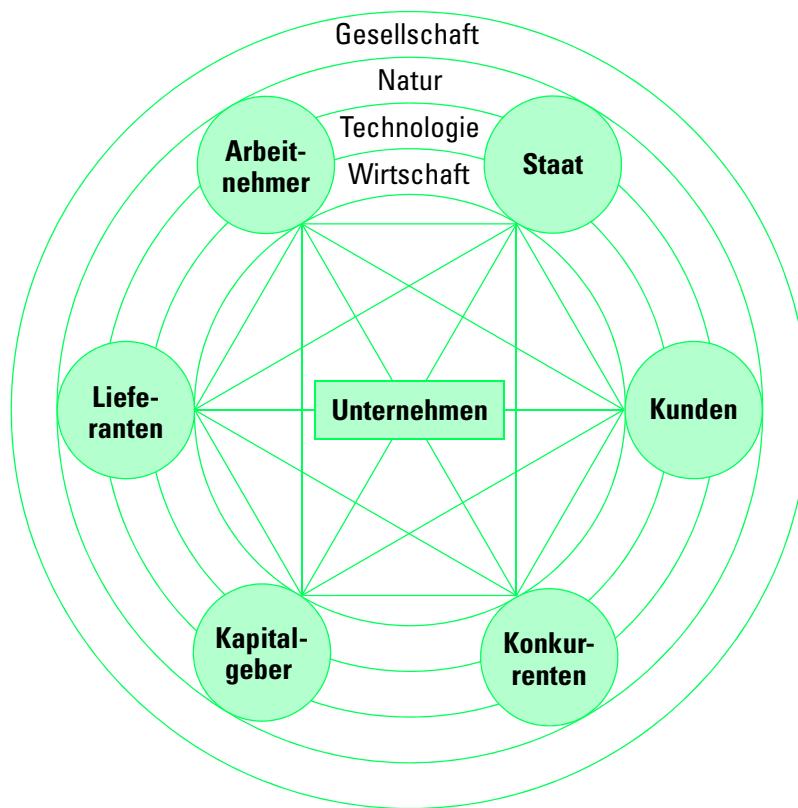 Gesellschaft
Natur
Technologie
Wirtschaft
Arbeit-
nehmer
Staat
Liefe-
ranten
Unternehmen
Kunden
Kapital-
geber
Konkur-
renten